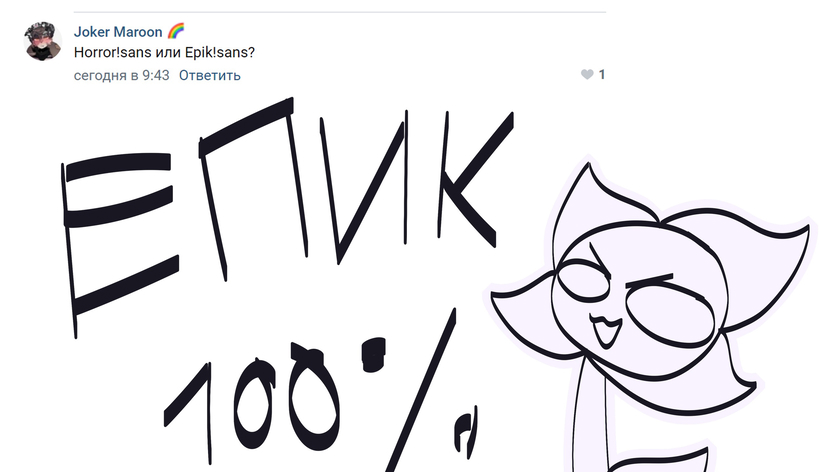 Joker Maroon 🌈
Horror!sans или Epik!sans?
сегодня в 9:43 Ответить
1
ЕПИК
100%